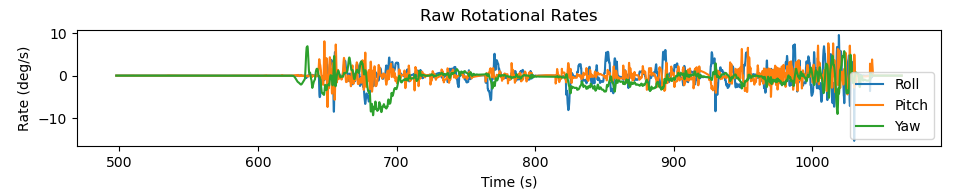 Raw Rotational Rates
Rate (deg/s)
10
0
−10
500 600 700 800 900 1000
Time (s)
Roll
Pitch
Yaw